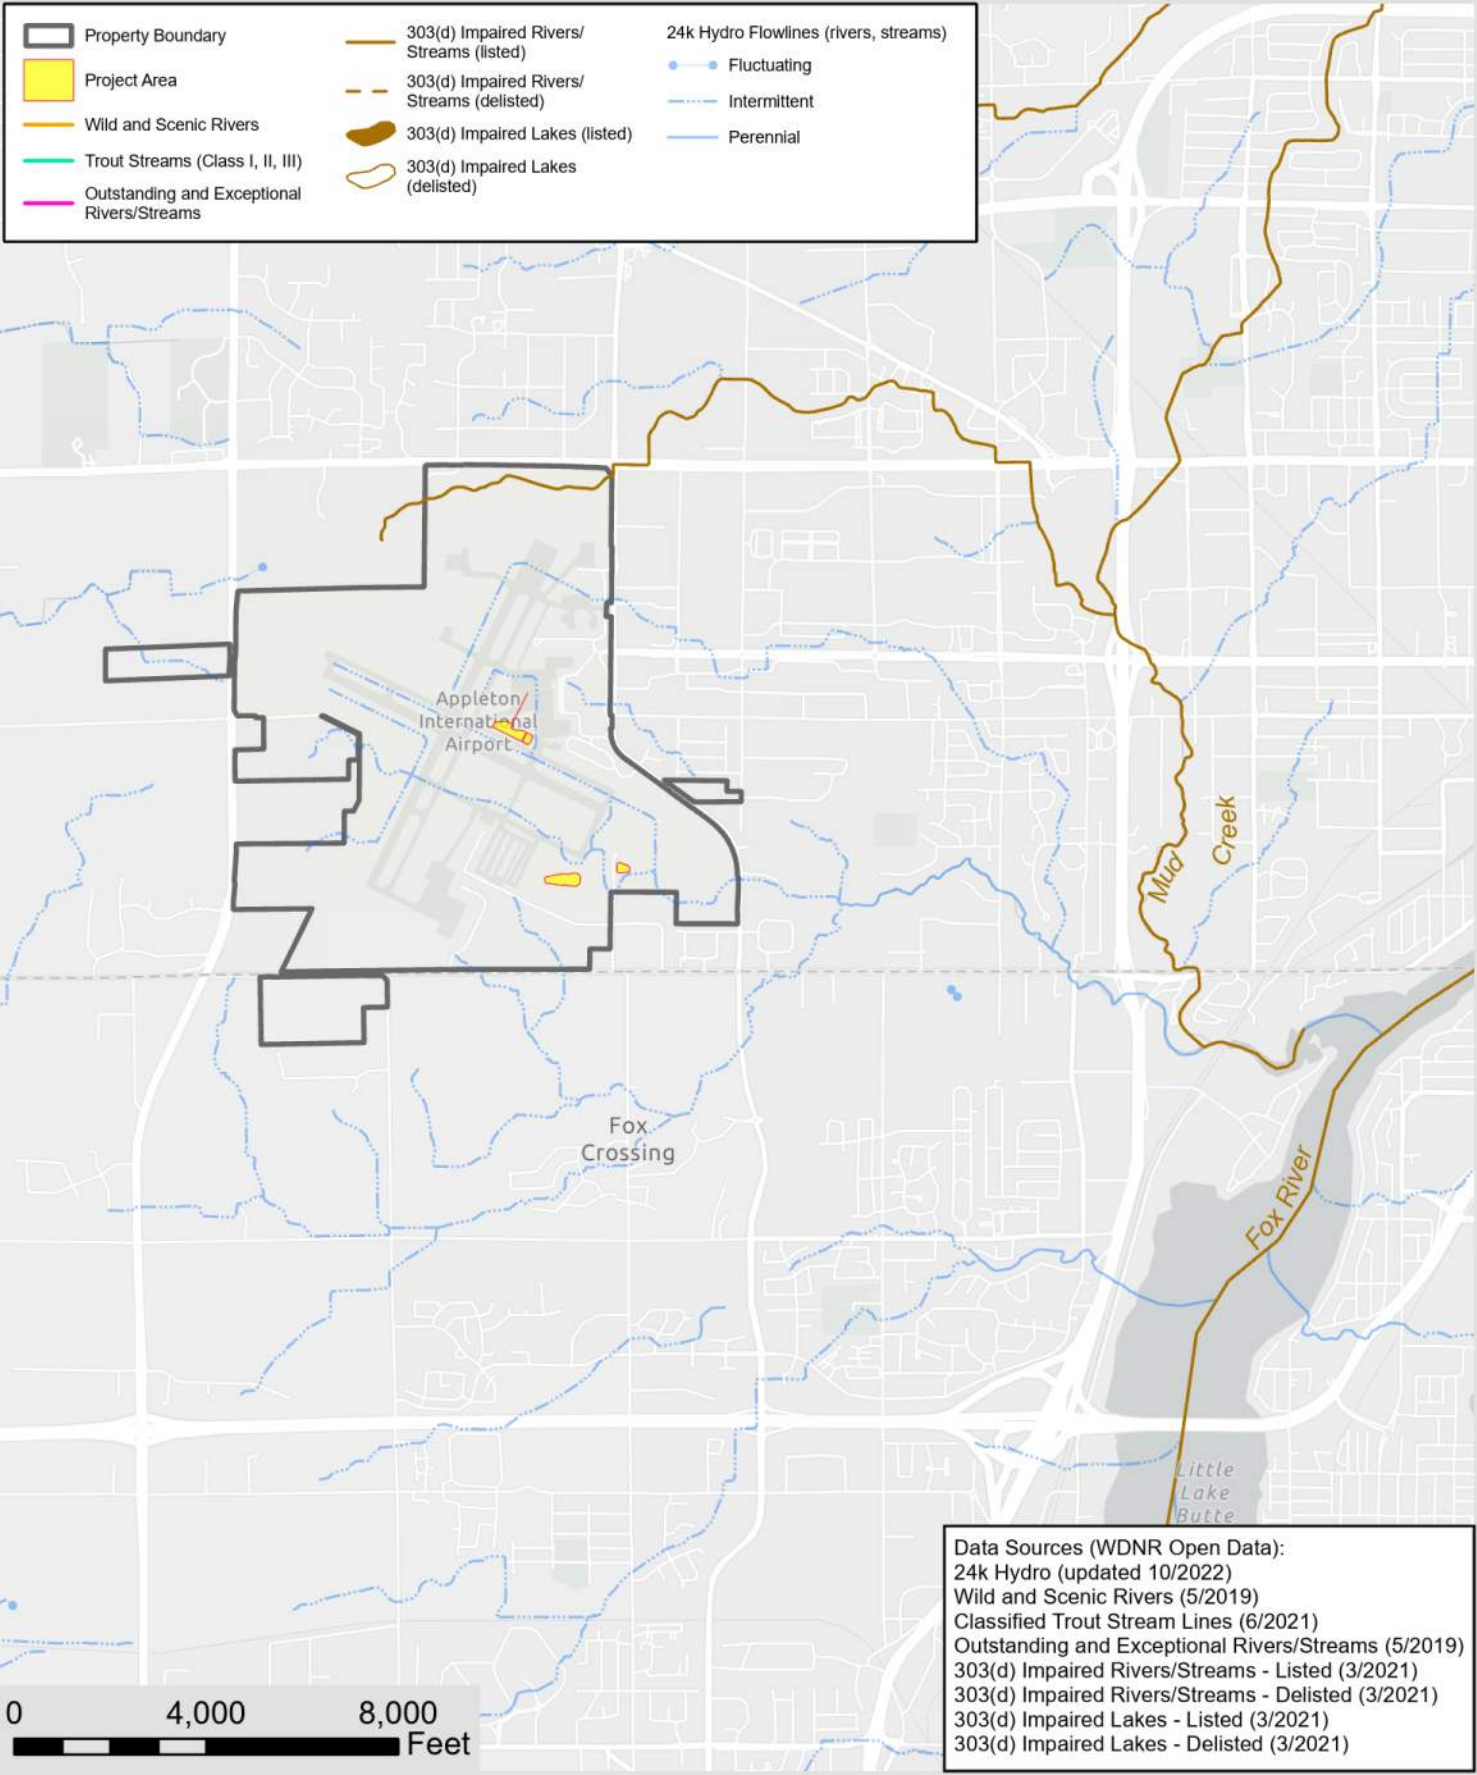 Property Boundary
Project Area
Wild and Scenic Rivers
Trout Streams (Class I, II, III)
Outstanding and Exceptional
Rivers/Streams
303(d) Impaired Rivers/
Streams (listed)
303(d) Impaired Rivers/
Streams (delisted)
303(d) Impaired Lakes (listed)
303(d) Impaired Lakes
(delisted)
24k Hydro Flowlines (rivers, streams)
Fluctuating
Intermittent
Perennial
Appleton
International
Airport
Mud
Creek
Fox
Crossing
Fox River
Little
Lake
Butte
Data Sources (WDNR Open Data):
24k Hydro (updated 10/2022)
Wild and Scenic Rivers (5/2019)
Classified Trout Stream Lines (6/2021)
Outstanding and Exceptional Rivers/Streams (5/2019)
303(d) Impaired Rivers/Streams - Listed (3/2021)
303(d) Impaired Rivers/Streams - Delisted (3/2021)
303(d) Impaired Lakes - Listed (3/2021)
303(d) Impaired Lakes - Delisted (3/2021)
0 4,000 8,000
Feet